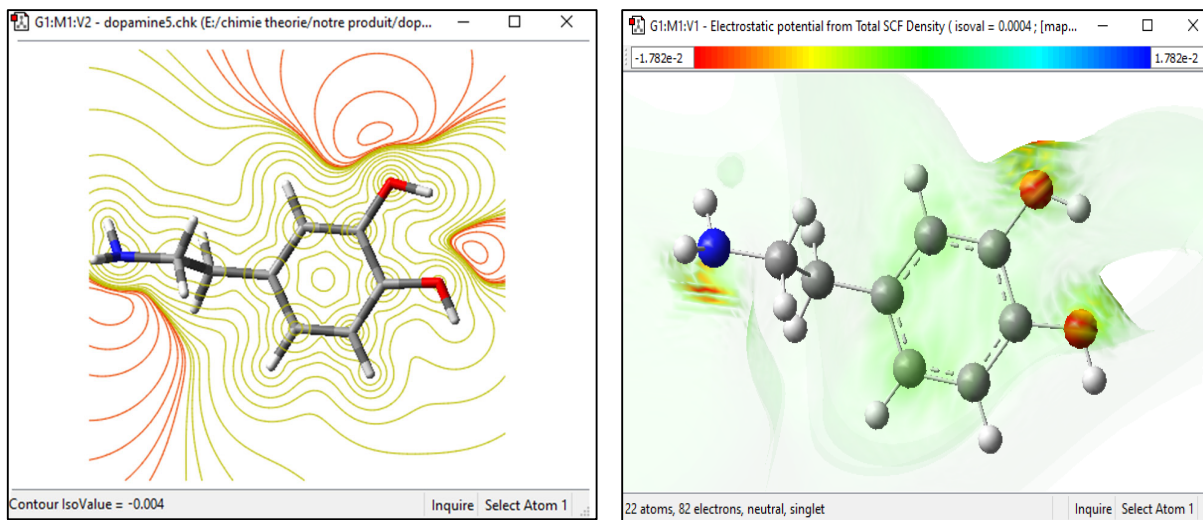 G1:M1:V2 - dopamine5.chk (E:/chimie theorie/notre produit/dop...
Contour IsoValue = -0.004
Inquire
Select Atom 1
G1:M1:V1 - Electrostatic potential from Total SCF Density ( isoval = 0.0004 ; [map...
-1.782e-2
1.782e-2
22 atoms, 82 electrons, neutral, singlet
Inquire
Select Atom 1